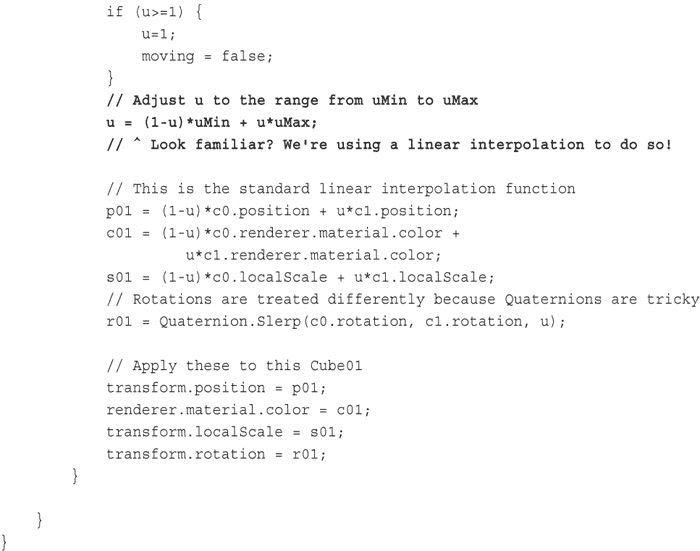 if (u>=1) {
u=1;
moving = false;
}
// Adjust u to the range from uMin to uMax
u = (1-u)*uMin + u*uMax;
// ^ Look familiar? We're using a linear interpolation to do so!
// This is the standard linear interpolation function
p01 = (1-u)*c0.position + u*c1.position;
c01 = (1-u)*c0.renderer.material.color +
u*c1.renderer.material.color;
s01 = (1-u)*c0.localScale + u*c1.localScale;
// Rotations are treated differently because Quaternions are tricky
r01 = Quaternion.Slerp(c0.rotation, c1.rotation, u);
// Apply these to this Cube01
transform.position = p01;
renderer.material.color = c01;
transform.localScale = s01;
transform.rotation = r01;
}
}
}